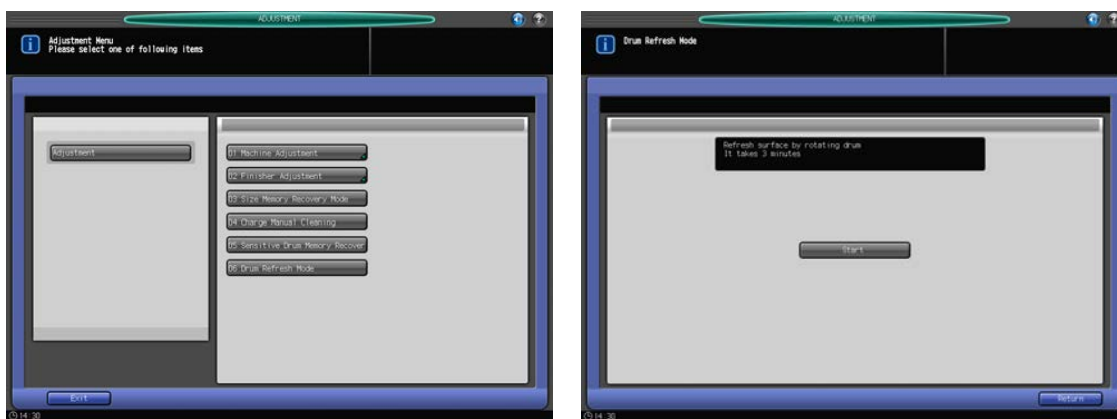 ADJUSTMENT
Adjustment Menu
Please select one of following items
Adjustment
01 Machine Adjustment
02 Finisher Adjustment
03 Size Memory Recovery Mode
04 Charge Manual Cleaning
05 Sensitive Drum Memory Recover
06 Drum Refresh Mode
Exit
14:30
ADJUSTMENT
Drum Refresh Mode
Refresh surface by rotating drum
It takes 3 minutes
Start
Return
14:30